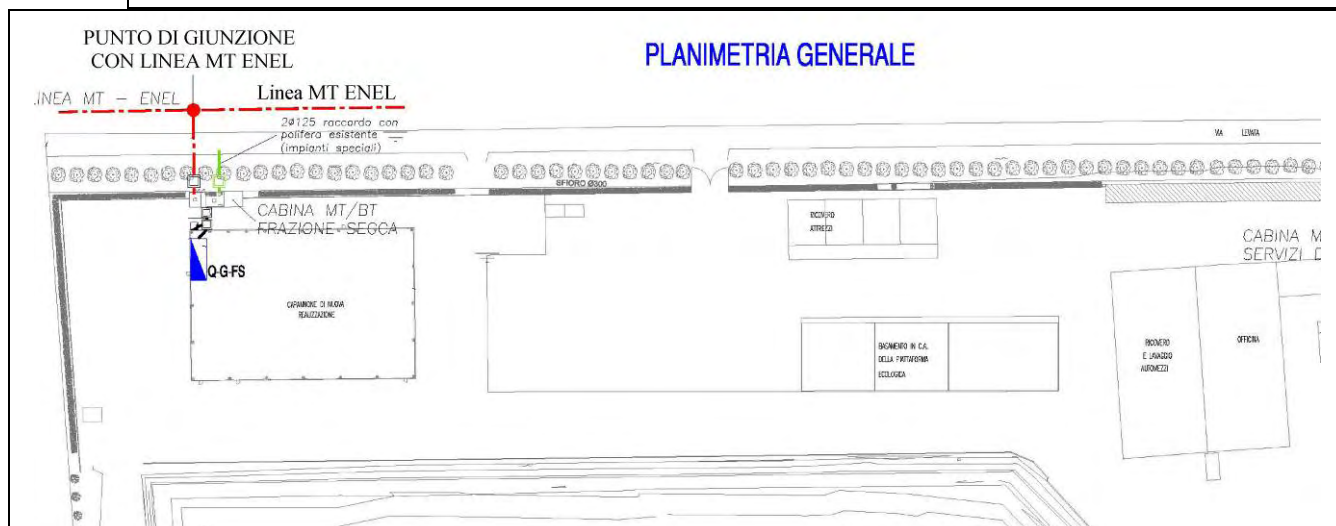 PUNTO DI GIUNZIONE
CON LINEA MT ENEL
PLANIMETRIA GENERALE
LINEA MT - ENEL
Linea MT ENEL
2Ø125 raccordo con
polifera esistente
(impianti speciali)
VIA LEVATA
SFIORO Ø300
CABINA MT/BT
FRAZIONE SECCA
RICOVERO
ATTREZZI
CABINA M
SERVIZI D
Q-G-FS
CAPANNONE DI NUOVA
REALIZZAZIONE
BASAMENTO IN C.A.
DELLA PIATTAFORMA
ECOLOGICA
RICOVERO
E LAVAGGIO
AUTOMEZZI
OFFICINA